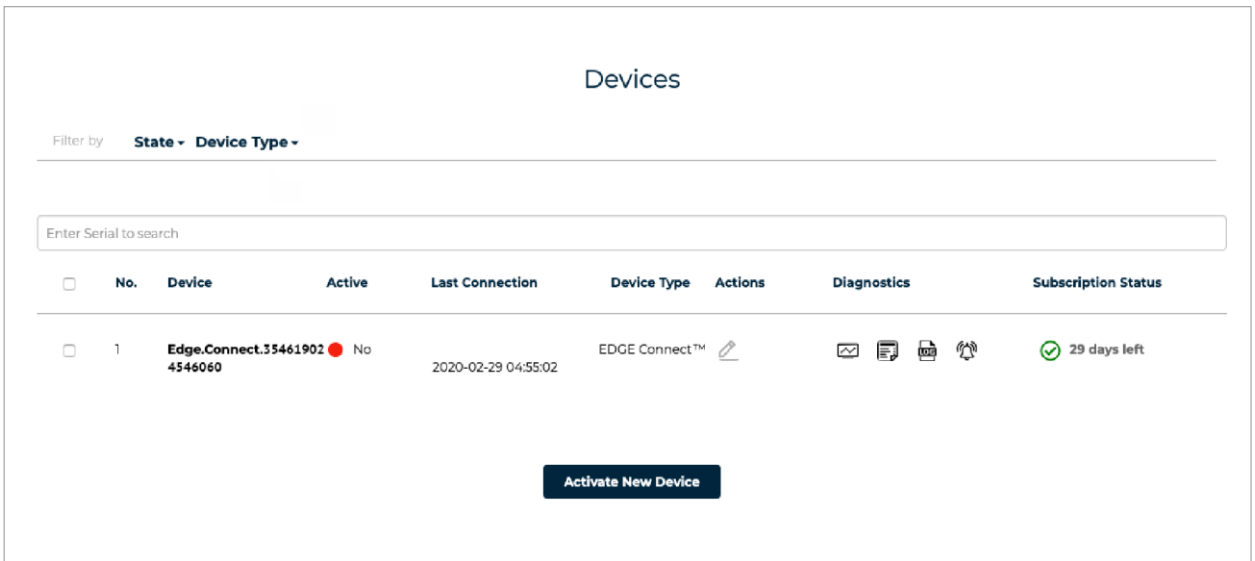 Devices
Filter by State Device Type
Enter Serial to search
No. Device Active Last Connection Device Type Actions Diagnostics Subscription Status
1 Edge.Connect.35461902 No EDGE Connect™ LOG 29 days left
4546060 2020-02-29 04:55:02
Activate New Device